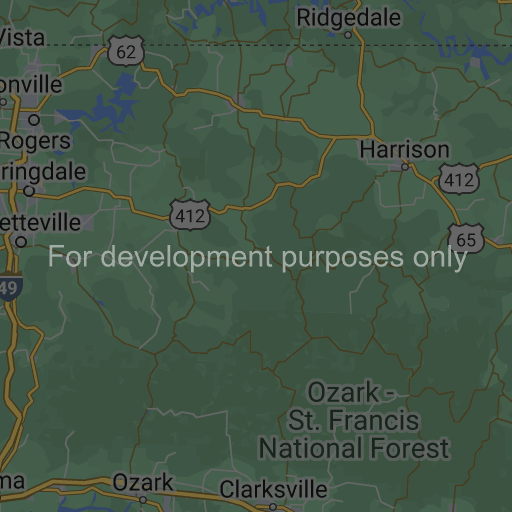 Ridgedale
Vista
62
onville
Rogers
Harrison
ringdale
412
412
etteville
65
For development purposes only
49
Ozark -
St. Francis
National Forest
ma
Ozark
Clarksville